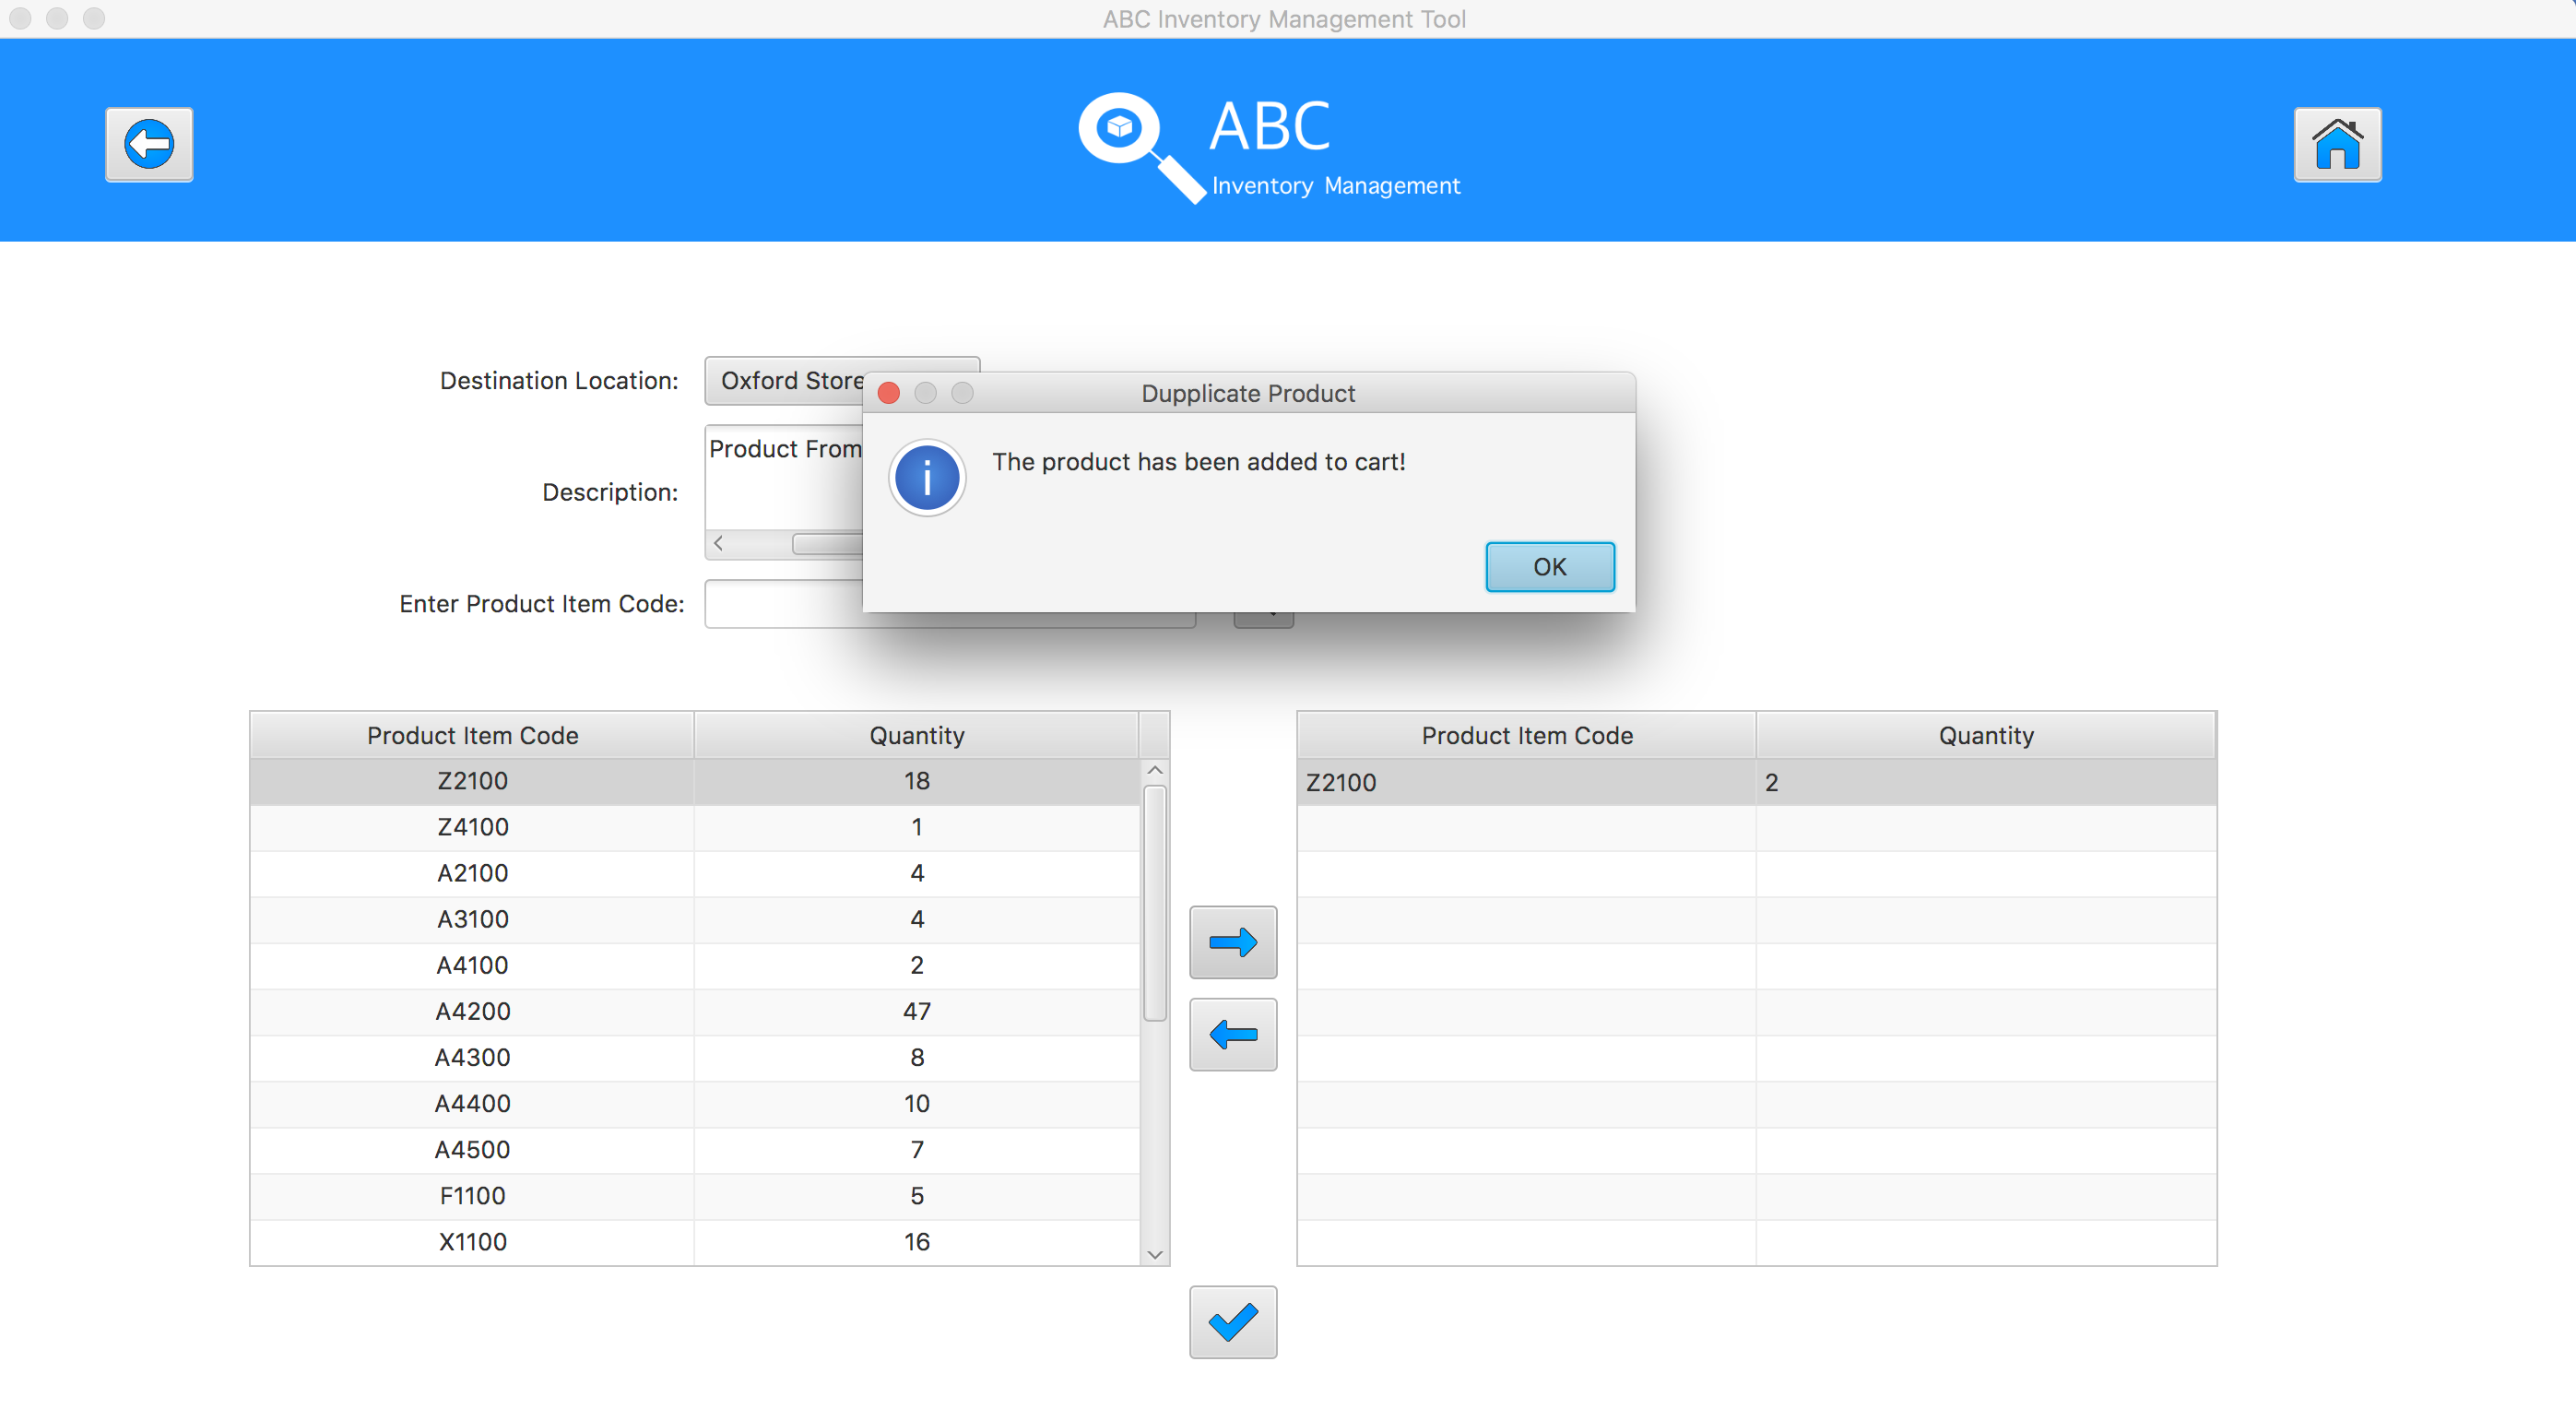 ABC Inventory Management Tool
ABC
Inventory Management
Destination Location:
Oxford Store
Dupplicate Product
The product has been added to cart!
OK
Description:
Product From
Enter Product Item Code:
Product Item Code Quantity
Z2100 18
Z4100 1
A2100 4
A3100 4
A4100 2
A4200 47
A4300 8
A4400 10
A4500 7
F1100 5
X1100 16
Product Item Code Quantity
Z2100 2